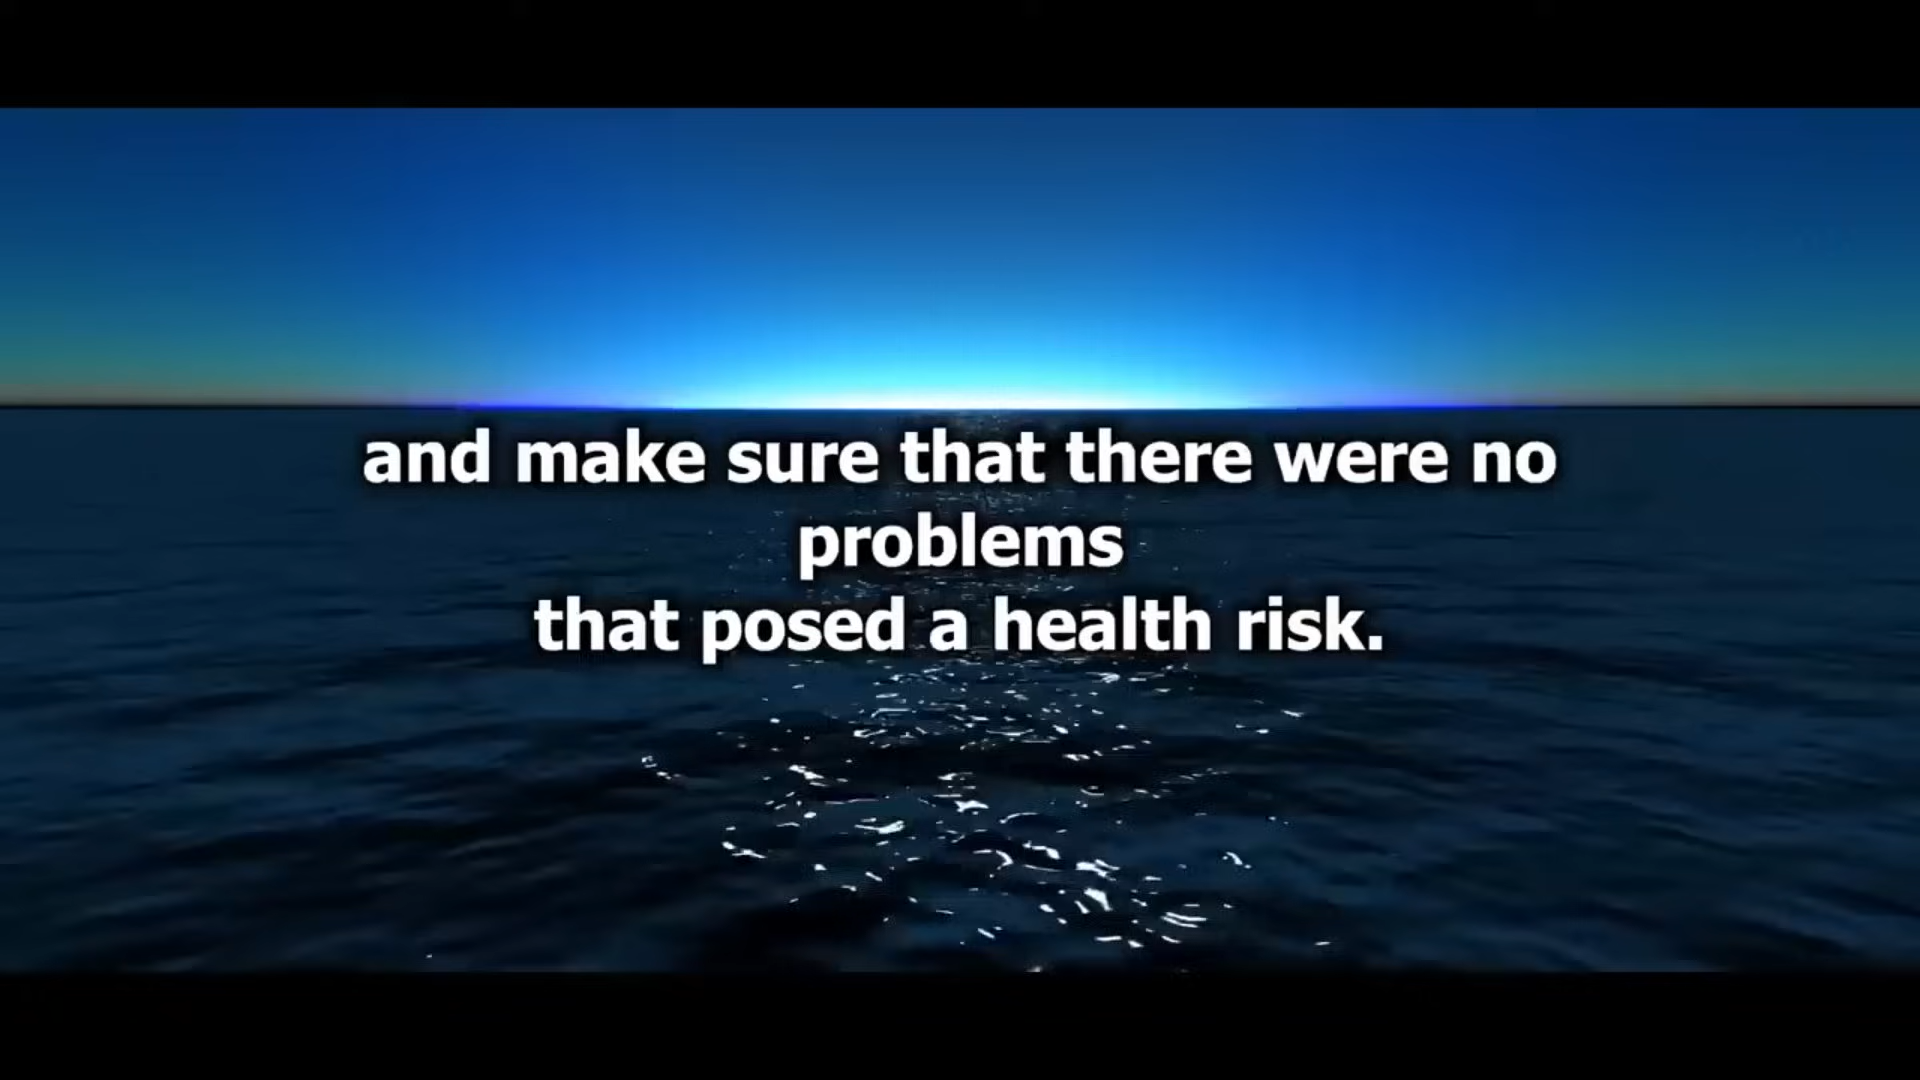 and make sure that there were no
problems
that posed a health risk.